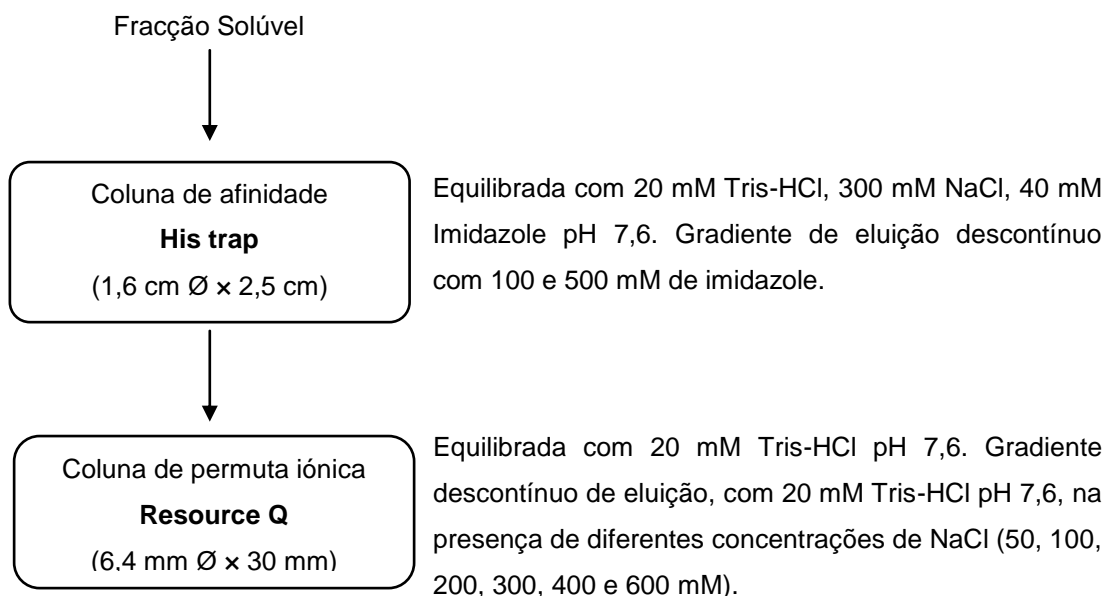 Fracção Solúvel
Coluna de afinidade
His trap
(1,6 cm Ø × 2,5 cm)
Equilibrada com 20 mM Tris-HCl, 300 mM NaCl, 40 mM
Imidazole pH 7,6. Gradiente de eluição descontínuo
com 100 e 500 mM de imidazole.
Coluna de permuta iónica
Resource Q
(6.4 mm Ø × 30 mm)
Equilibrada com 20 mM Tris-HCl pH 7,6. Gradiente
descontínuo de eluição, com 20 mM Tris-HCl pH 7,6, na
presença de diferentes concentrações de NaCl (50, 100,
200, 300, 400 e 600 mM).